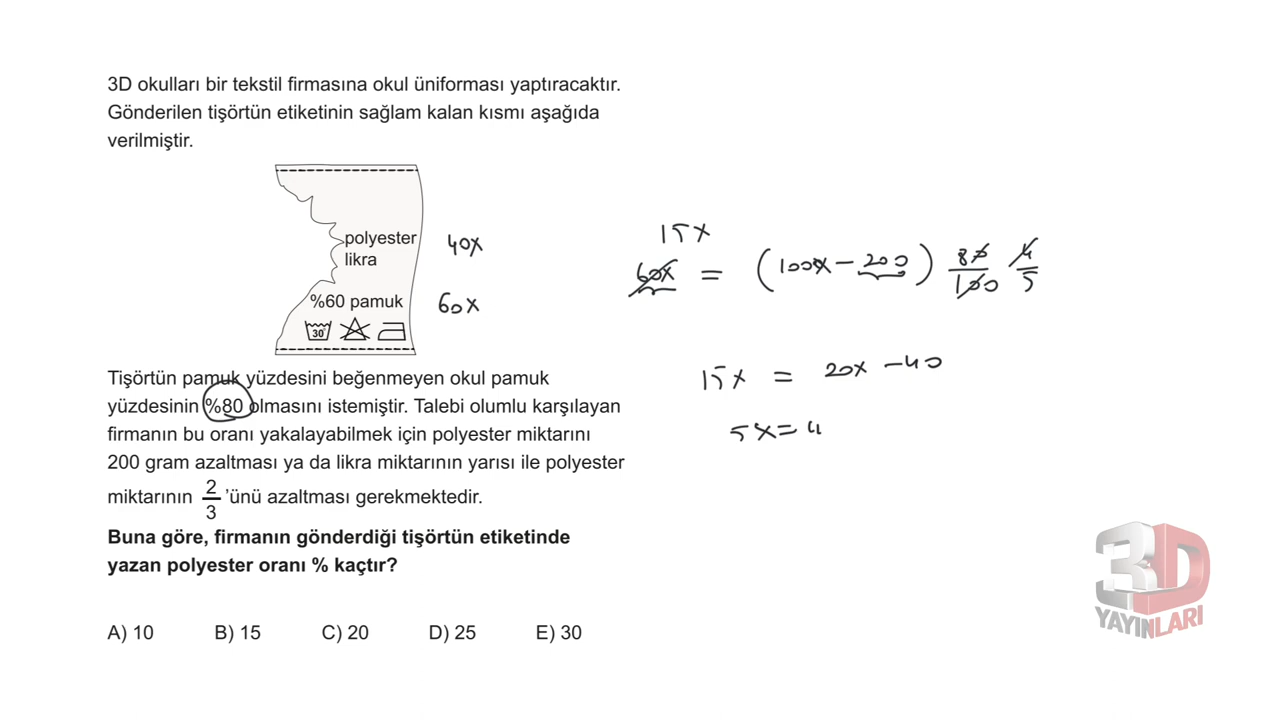 3D okulları bir tekstil firmasına okul üniforması yaptıracaktır.
Gönderilen tişörtün etiketinin sağlam kalan kısmı aşağıda
verilmiştir.
polyester 40x
likra
%60 pamuk 60x
30°
15x
60x = (100x - 200) 80/100 4/5
15x = 20x - 40
5x = 4
Tişörtün pamuk yüzdesini beğenmeyen okul pamuk
yüzdesinin %80 olmasını istemiştir. Talebi olumlu karşılayan
firmanın bu oranı yakalayabilmek için polyester miktarını
200 gram azaltması ya da likra miktarının yarısı ile polyester
miktarının 2/3 'ünü azaltması gerekmektedir.
Buna göre, firmanın gönderdiği tişörtün etiketinde
yazan polyester oranı % kaçtır?
A) 10 B) 15 C) 20 D) 25 E) 30
3D
YAYINLARI